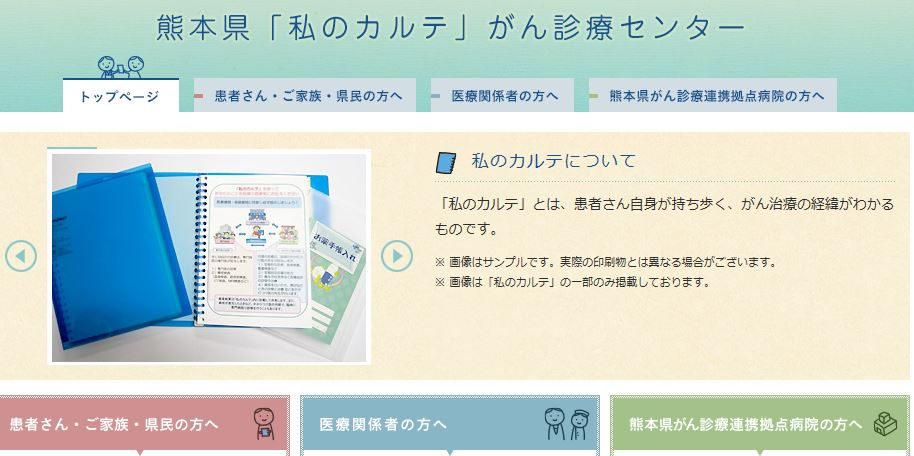 熊本県「私のカルテ」がん診療センター
トップページ
患者さん・ご家族・県民の方へ
医療関係者の方へ
熊本県がん診療連携拠点病院の方へ
私のカルテについて
「私のカルテ」とは、患者さん自身が持ち歩く、がん治療の経緯がわかる
ものです。
※ 画像はサンプルです。実際の印刷物とは異なる場合がございます。
※ 画像は「私のカルテ」の一部のみ掲載しております。
お薬手帳入れ
患者さん・ご家族・県民の方へ
医療関係者の方へ
熊本県がん診療連携拠点病院の方へ